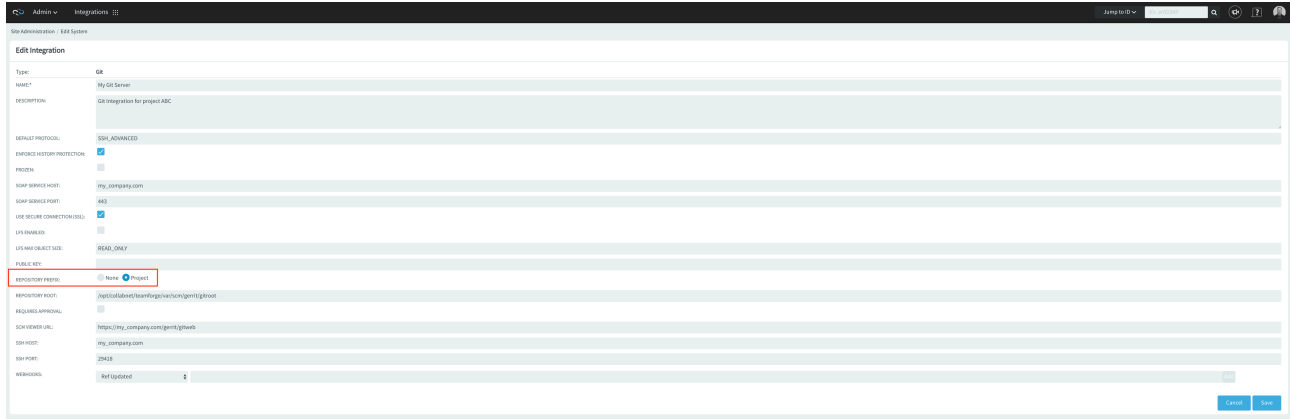 Admin
Integrations
Jump to ID
Site Administration / Edit System
Edit Integration
Type: Git
NAME:* My Git Server
DESCRIPTION: Git Integration for project ABC
DEFAULT PROTOCOL: SSH_ADVANCED
ENFORCE HISTORY PROTECTION:
FROZEN:
SOAP SERVICE HOST: my_company.com
SOAP SERVICE PORT: 443
USE SECURE CONNECTION (SSL):
LFS ENABLED:
LFS MAX OBJECT SIZE: READ_ONLY
PUBLIC KEY:
REPOSITORY PREFIX: None Project
REPOSITORY ROOT: /opt/collabnet/teamforge/var/scm/gerrit/gitroot
REQUIRES APPROVAL:
SCM VIEWER URL: https://my_company.com/gerrit/gitweb
SSH HOST: my_company.com
SSH PORT: 29418
WEBHOOKS: Ref Updated
Cancel Save